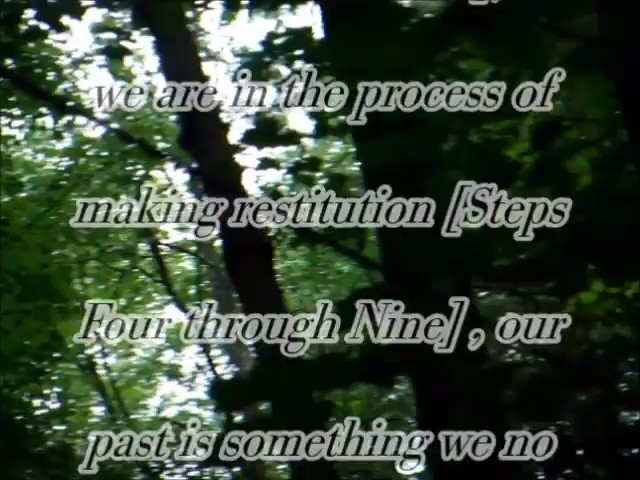 we are in the process of
making restitution [Steps
Four through Nine], our
past is something we no